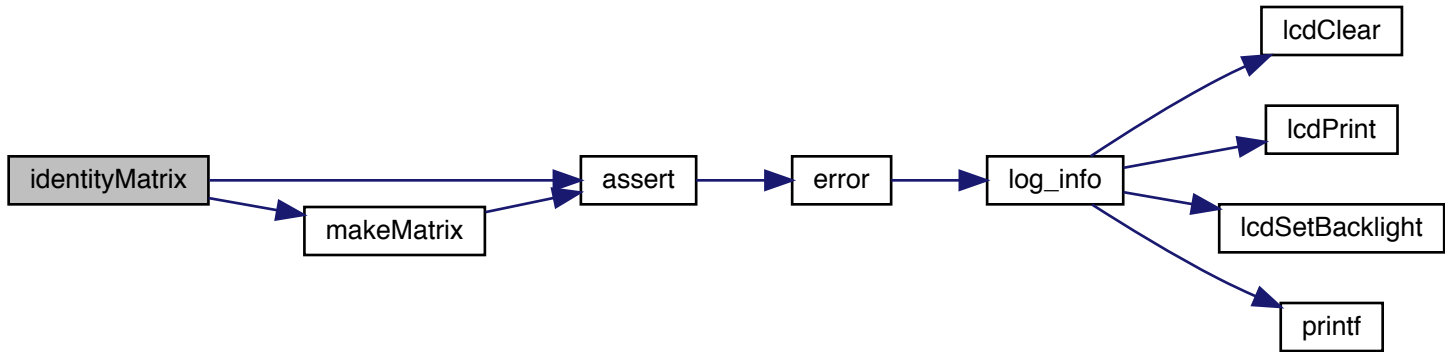 identityMatrix
makeMatrix
assert
error
log_info
lcdClear
lcdPrint
lcdSetBacklight
printf